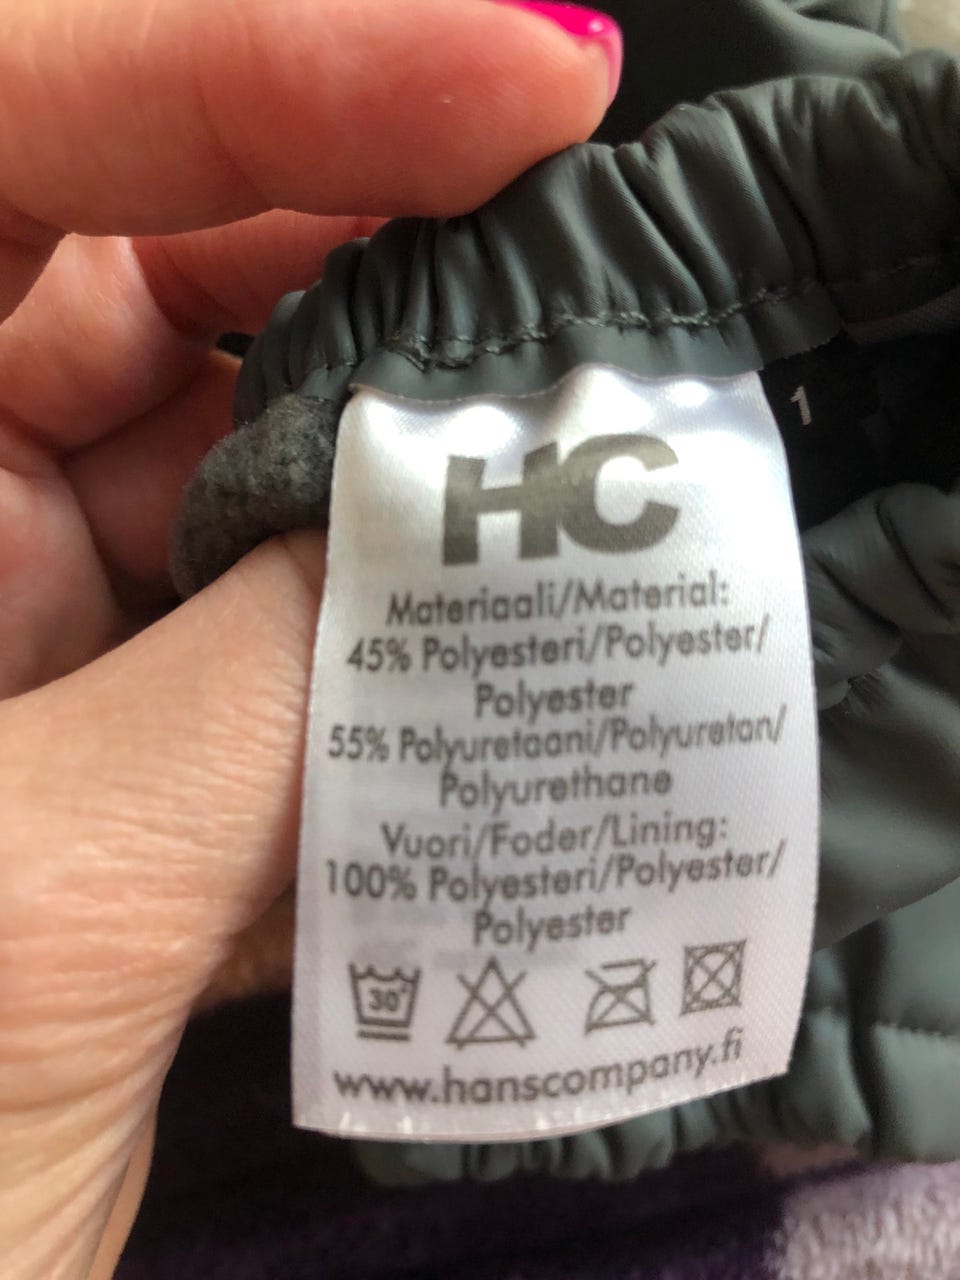 1
HC
Materiaali/Material:
45% Polyesteri/Polyester/
Polyester
55% Polyuretaani/Polyuretan/
Polyurethane
Vuori/Foder/Lining:
100% Polyesteri/Polyester/
Polyester
30°
www.hanscompany.fi